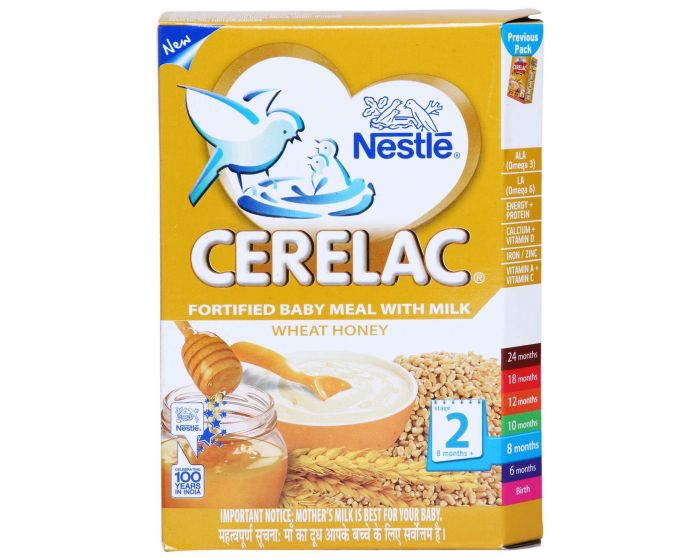 New
Nestlé®
CERELAC®
FORTIFIED BABY MEAL WITH MILK
WHEAT HONEY
Nestlé
CELEBRATING
100
YEARS
IN INDIA
stage
2
8 months +
IMPORTANT NOTICE: MOTHER'S MILK IS BEST FOR YOUR BABY.
महत्वपूर्ण सूचना: माँ का दूध आपके बच्चे के लिए सर्वोत्तम है।
Previous
Pack
CERELAC
ALA
(Omega 3)
LA
(Omega 6)
ENERGY +
PROTEIN
CALCIUM +
VITAMIN D
IRON / ZINC
VITAMIN A +
VITAMIN C
24 months
18 months
12 months
10 months
8 months
6 months
Birth